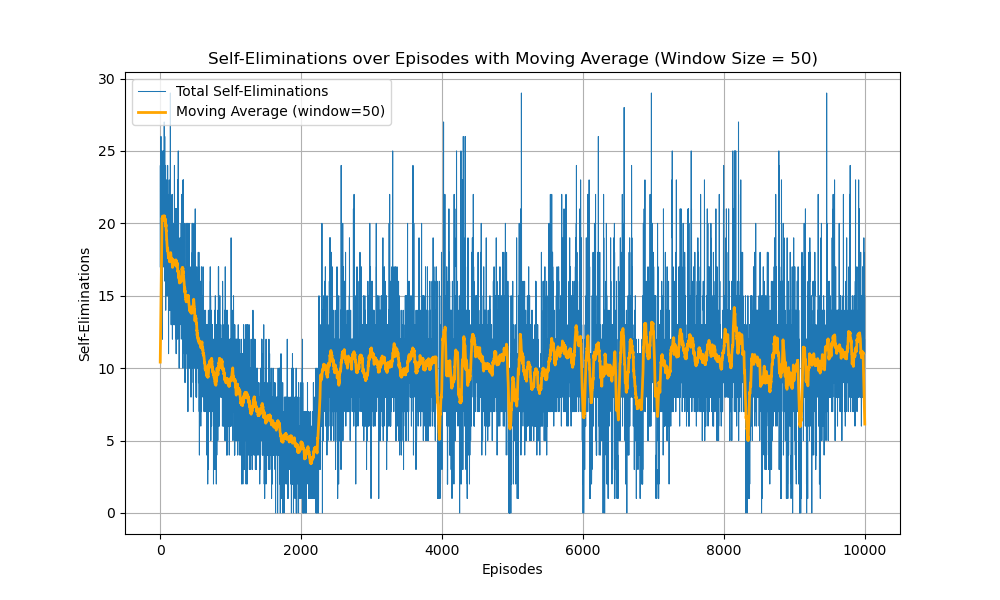 Self-Eliminations over Episodes with Moving Average (Window Size = 50)
Total Self-Eliminations
Moving Average (window=50)
30
25
20
15
10
5
0
Self-Eliminations
0
2000
4000
6000
8000
10000
Episodes